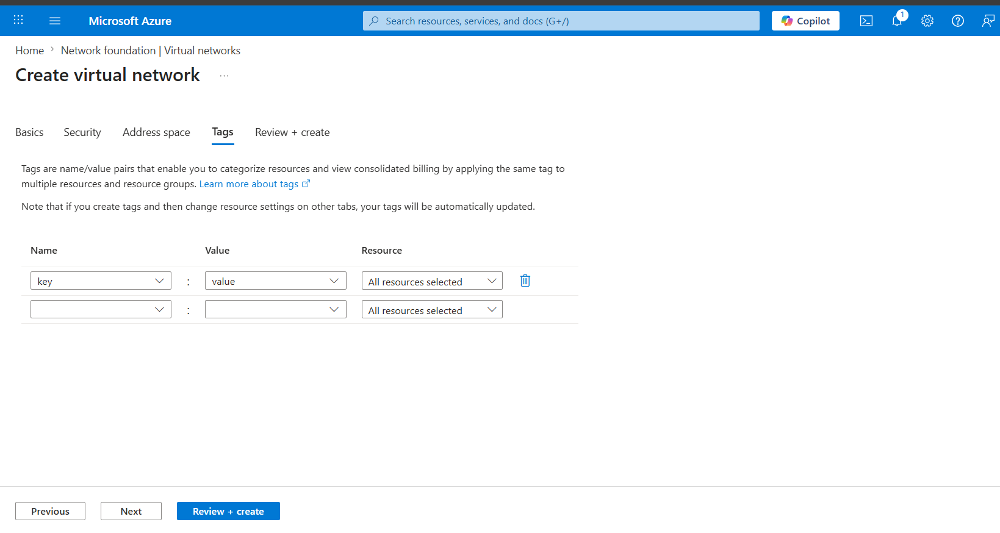 Microsoft Azure
Search resources, services, and docs (G+/)
Copilot
1
Home > Network foundation | Virtual networks
Create virtual network ...
Basics Security Address space Tags Review + create
Tags are name/value pairs that enable you to categorize resources and view consolidated billing by applying the same tag to
multiple resources and resource groups. Learn more about tags
Note that if you create tags and then change resource settings on other tabs, your tags will be automatically updated.
Name Value Resource
key : value All resources selected
: All resources selected
Previous Next Review + create